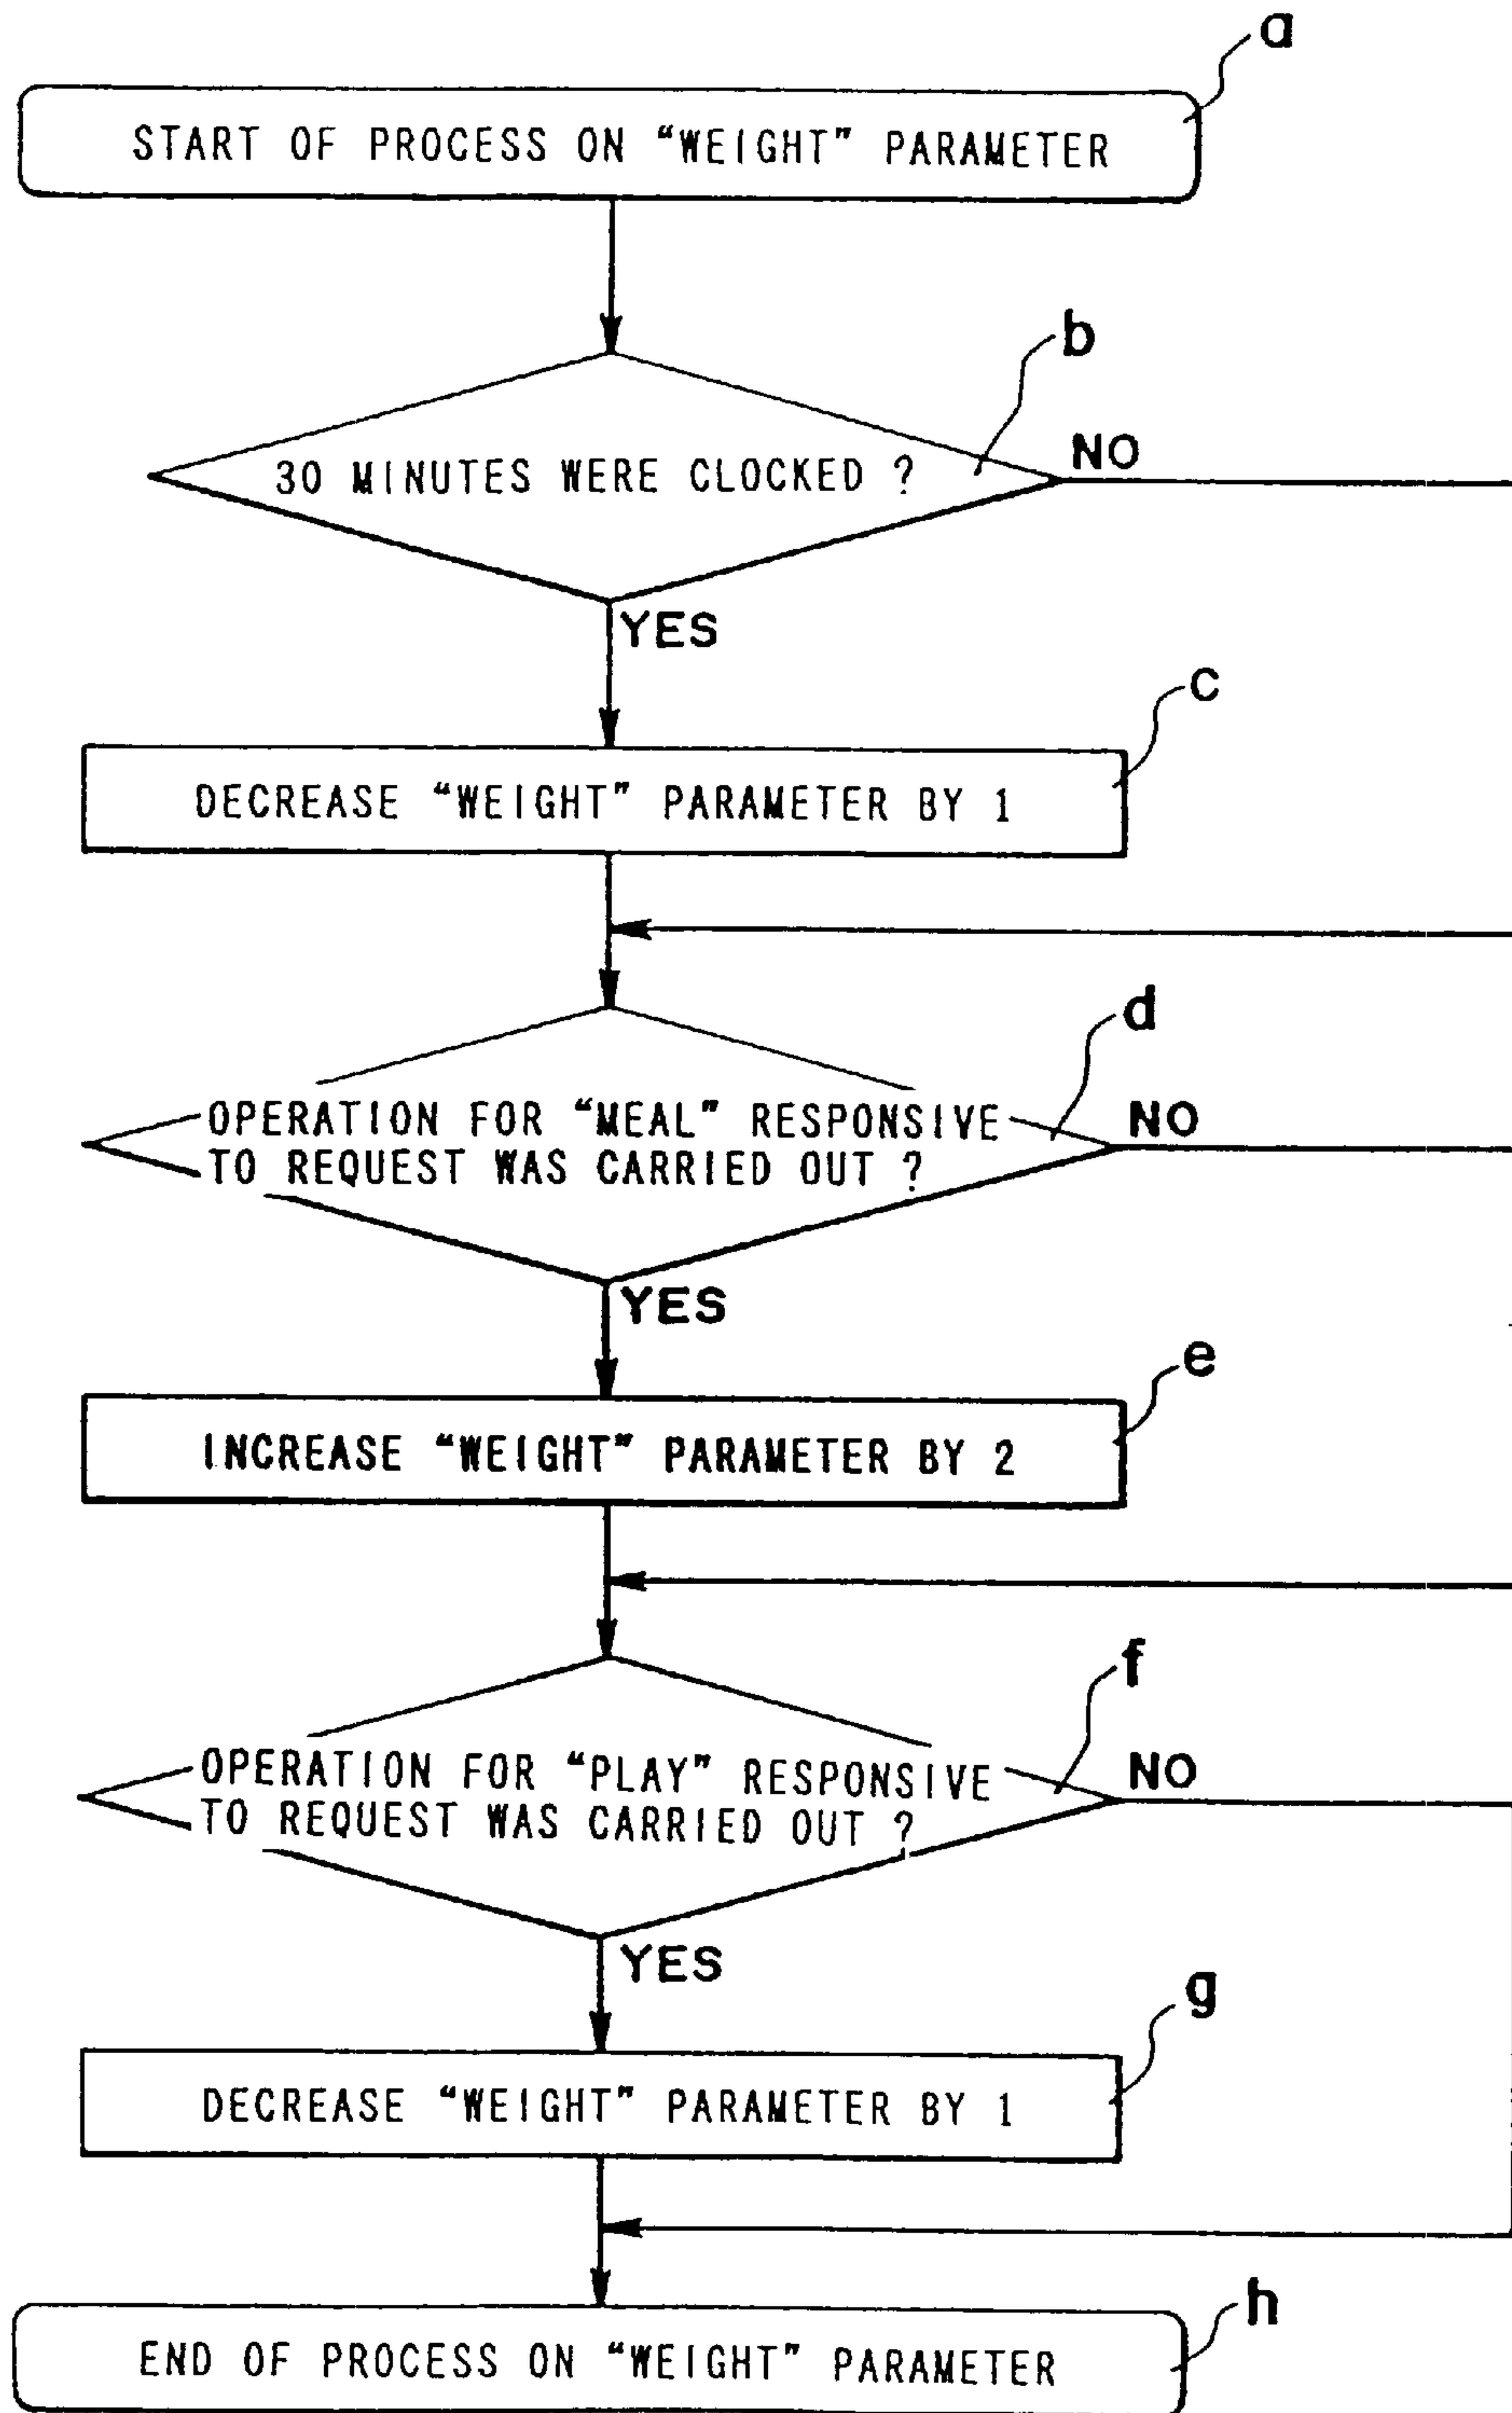 a
START OF PROCESS ON “WEIGHT” PARAMETER
b
30 MINUTES WERE CLOCKED ?
NO
YES
c
DECREASE “WEIGHT” PARAMETER BY 1
d
OPERATION FOR “MEAL” RESPONSIVE
TO REQUEST WAS CARRIED OUT ?
NO
YES
e
INCREASE “WEIGHT” PARAMETER BY 2
f
OPERATION FOR “PLAY” RESPONSIVE
TO REQUEST WAS CARRIED OUT ?
NO
YES
g
DECREASE “WEIGHT” PARAMETER BY 1
h
END OF PROCESS ON “WEIGHT” PARAMETER